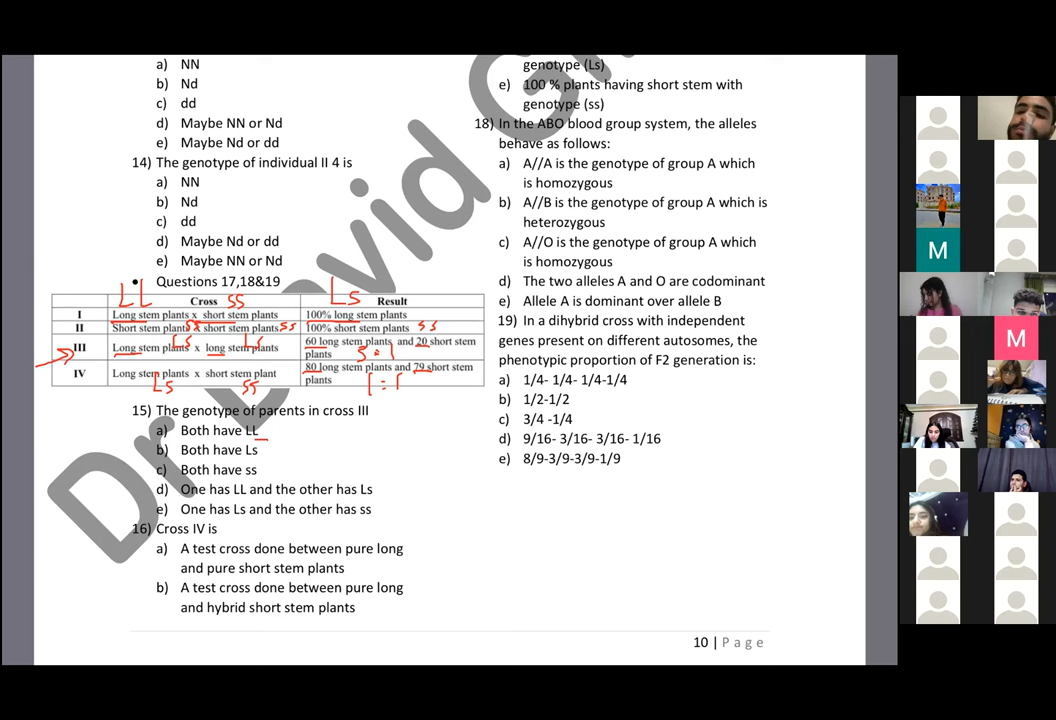 a) NN
b) Nd
c) dd
d) Maybe NN or Nd
e) Maybe Nd or dd
14) The genotype of individual II 4 is
a) NN
b) Nd
c) dd
d) Maybe Nd or dd
e) Maybe NN or Nd
• Questions 17,18&19
LL SS Ls
Cross Result
I Long stem plants x short stem plants 100% long stem plants
II Short stem plants x short stem plants 100% short stem plants
ss ss ss
III Long stem plants x long stem plants 60 long stem plants and 20 short stem plants
Ls Ls
IV Long stem plants x short stem plant 80 long stem plants and 79 short stem plants
Ls ss 1 : 1
15) The genotype of parents in cross III
a) Both have LL
b) Both have Ls
c) Both have ss
d) One has LL and the other has Ls
e) One has Ls and the other has ss
16) Cross IV is
a) A test cross done between pure long
and pure short stem plants
b) A test cross done between pure long
and hybrid short stem plants
genotype (Ls)
e) 100 % plants having short stem with
genotype (ss)
18) In the ABO blood group system, the alleles
behave as follows:
a) A//A is the genotype of group A which
is homozygous
b) A//B is the genotype of group A which is
heterozygous
c) A//O is the genotype of group A which
is homozygous
d) The two alleles A and O are codominant
e) Allele A is dominant over allele B
19) In a dihybrid cross with independent
genes present on different autosomes, the
phenotypic proportion of F2 generation is:
a) 1/4- 1/4- 1/4-1/4
b) 1/2-1/2
c) 3/4 -1/4
d) 9/16- 3/16- 3/16- 1/16
e) 8/9-3/9-3/9-1/9
10 | Page
M
M
M